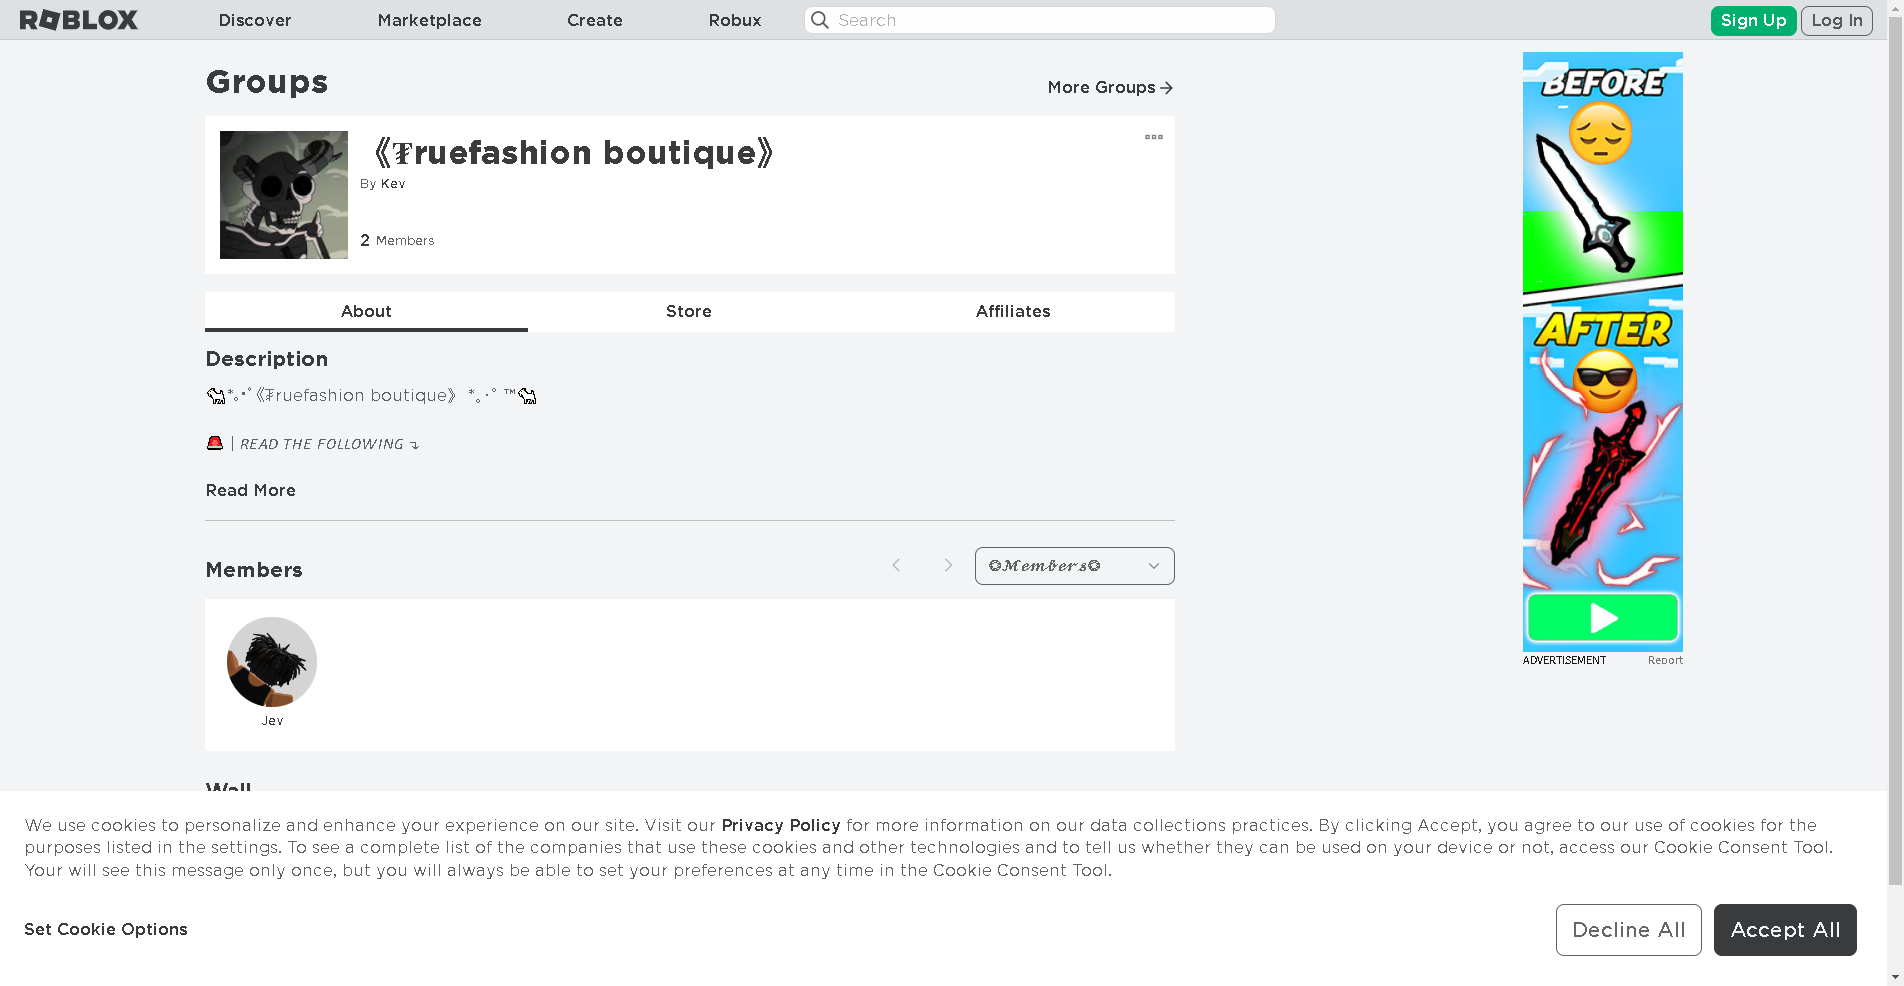 ROBLOX Discover Marketplace Create Robux Search Sign Up Log In
Groups
More Groups
《₮ruefashion boutique》
By Kev
2 Members
About Store Affiliates
Description
🐪*｡•ﾟ《₮ruefashion boutique》 *｡･ﾟ ™🐪
🚨 | READ THE FOLLOWING ↴
Read More
Members
✪𝓜𝓮𝓶𝓫𝓮𝓻𝓼✪
Jev
Wall
BEFORE
AFTER
ADVERTISEMENT Report
We use cookies to personalize and enhance your experience on our site. Visit our Privacy Policy for more information on our data collections practices. By clicking Accept, you agree to our use of cookies for the
purposes listed in the settings. To see a complete list of the companies that use these cookies and other technologies and to tell us whether they can be used on your device or not, access our Cookie Consent Tool.
Your will see this message only once, but you will always be able to set your preferences at any time in the Cookie Consent Tool.
Set Cookie Options
Decline All Accept All